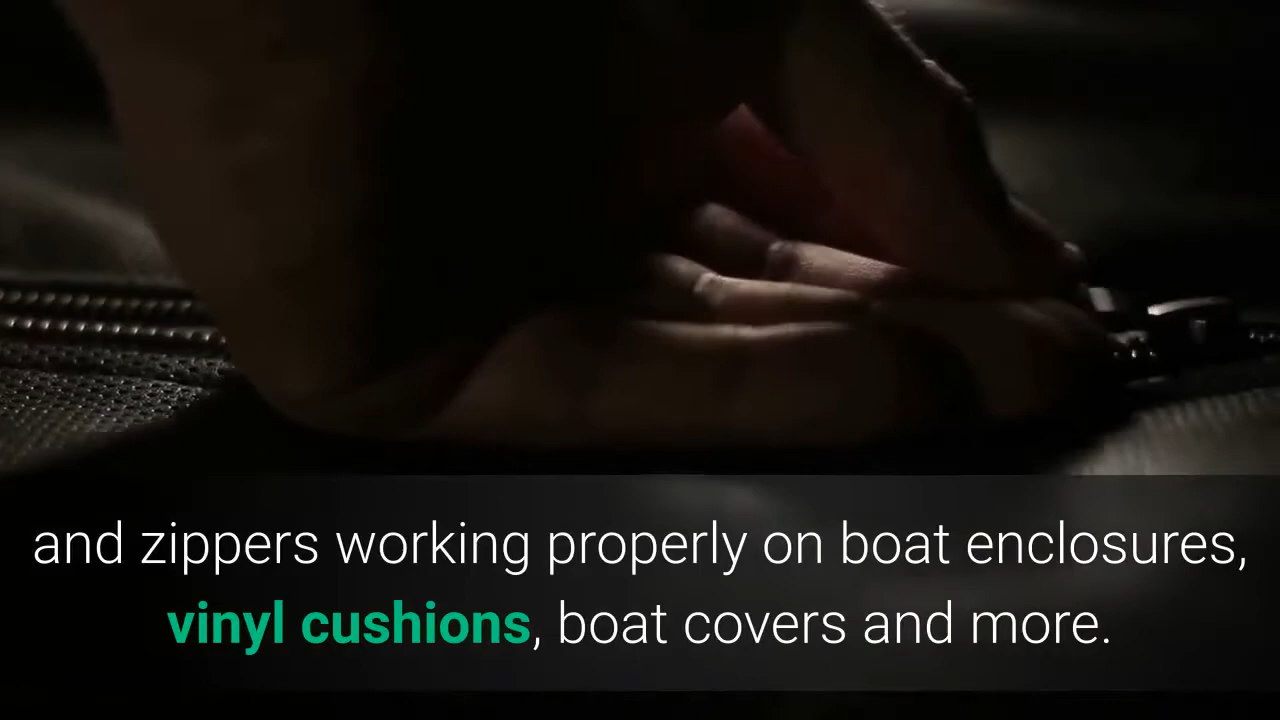 and zippers working properly on boat enclosures,
vinyl cushions, boat covers and more.